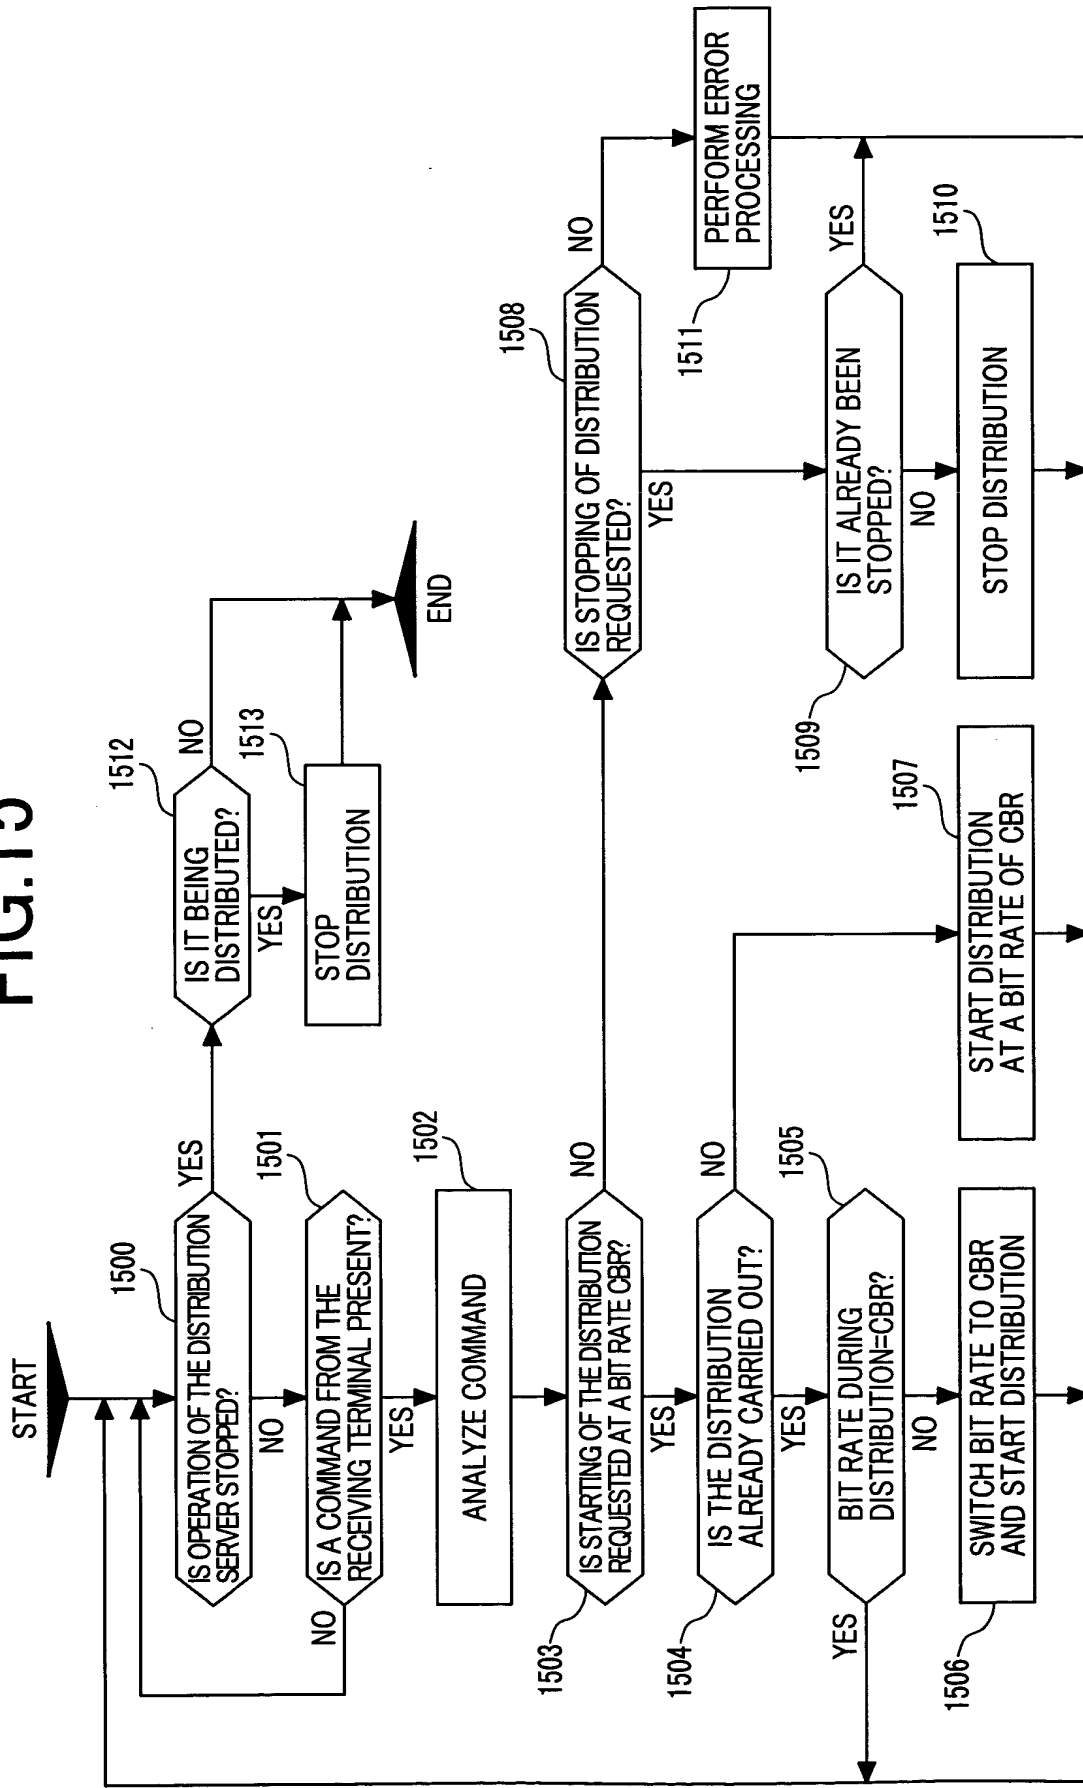 FIG.15
START
1500
IS OPERATION OF THE DISTRIBUTION
SERVER STOPPED?
YES
NO
1512
IS IT BEING
DISTRIBUTED?
NO
YES
1513
STOP
DISTRIBUTION
END
1501
IS A COMMAND FROM THE
RECEIVING TERMINAL PRESENT?
NO
YES
1502
ANALYZE COMMAND
1503
IS STARTING OF THE DISTRIBUTION
REQUESTED AT A BIT RATE CBR?
NO
YES
1508
IS STOPPING OF DISTRIBUTION
REQUESTED?
NO
YES
1511
PERFORM ERROR
PROCESSING
1504
IS THE DISTRIBUTION
ALREADY CARRIED OUT?
NO
YES
1505
BIT RATE DURING
DISTRIBUTION=CBR?
YES
NO
1509
IS IT ALREADY BEEN
STOPPED?
YES
NO
1506
SWITCH BIT RATE TO CBR
AND START DISTRIBUTION
1507
START DISTRIBUTION
AT A BIT RATE OF CBR
1510
STOP DISTRIBUTION